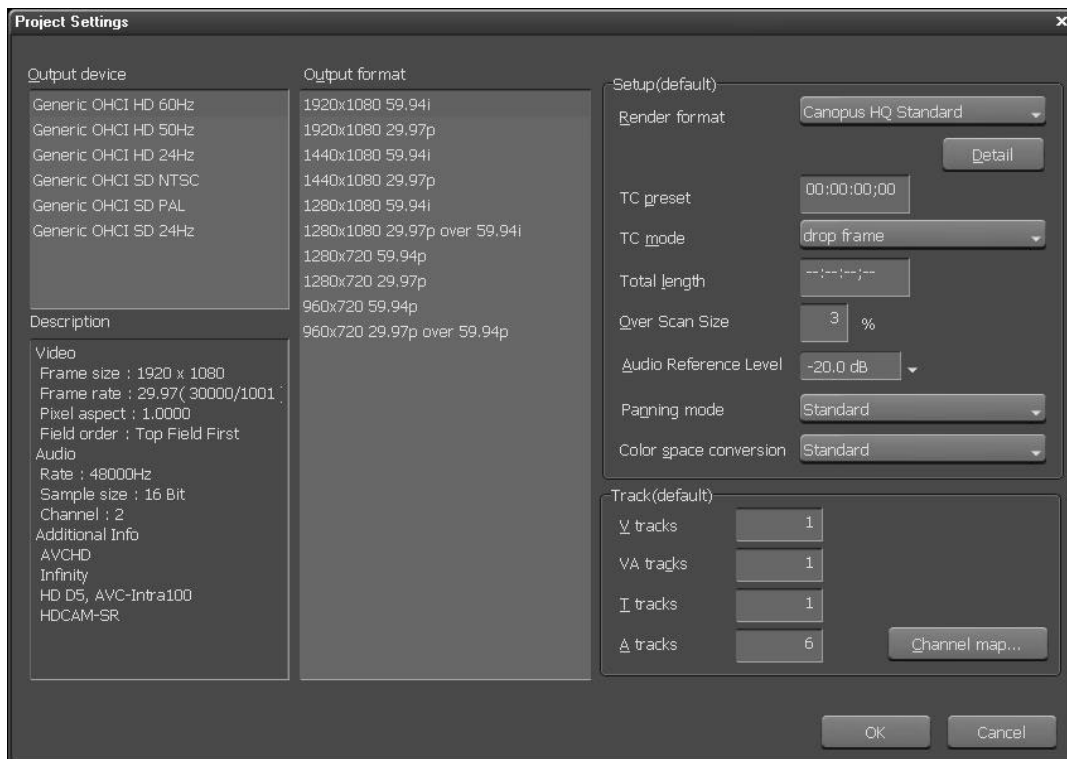 Project Settings
x
Output device
Generic OHCI HD 60Hz
Generic OHCI HD 50Hz
Generic OHCI HD 24Hz
Generic OHCI SD NTSC
Generic OHCI SD PAL
Generic OHCI SD 24Hz
Description
Video
Frame size : 1920 x 1080
Frame rate : 29.97( 30000/1001
Pixel aspect : 1.0000
Field order : Top Field First
Audio
Rate : 48000Hz
Sample size : 16 Bit
Channel : 2
Additional Info
AVCHD
Infinity
HD D5, AVC-Intra100
HDCAM-SR
Output format
1920x1080 59.94i
1920x1080 29.97p
1440x1080 59.94i
1440x1080 29.97p
1280x1080 59.94i
1280x1080 29.97p over 59.94i
1280x720 59.94p
1280x720 29.97p
960x720 59.94p
960x720 29.97p over 59.94p
Setup(default)
Render format Canopus HQ Standard
Detail
TC preset 00:00:00;00
TC mode drop frame
Total length --:--:--;--
Over Scan Size 3 %
Audio Reference Level -20.0 dB
Panning mode Standard
Color space conversion Standard
Track(default)
V tracks 1
VA tracks 1
T tracks 1
A tracks 6
Channel map...
OK
Cancel